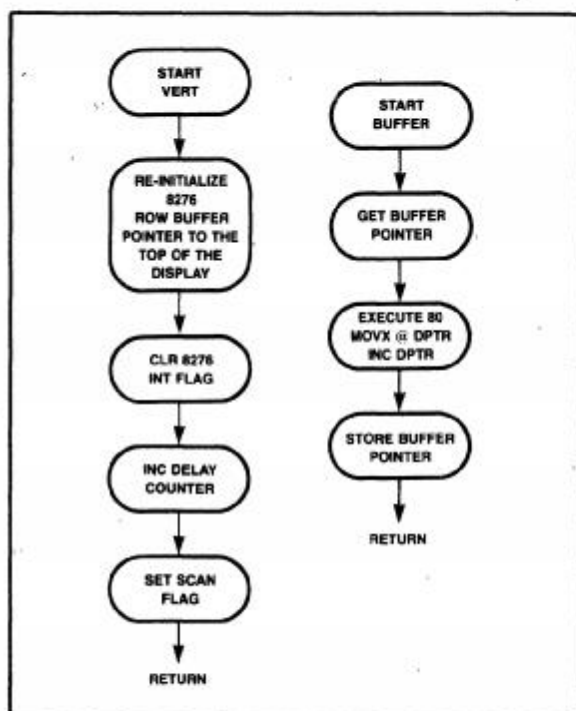 START
VERT
RE-INITIALIZE
8276
ROW BUFFER
POINTER TO THE
TOP OF THE
DISPLAY
CLR 8276
INT FLAG
INC DELAY
COUNTER
SET SCAN
FLAG
RETURN
START
BUFFER
GET BUFFER
POINTER
EXECUTE 80
MOVX @ DPTR
INC DPTR
STORE BUFFER
POINTER
RETURN